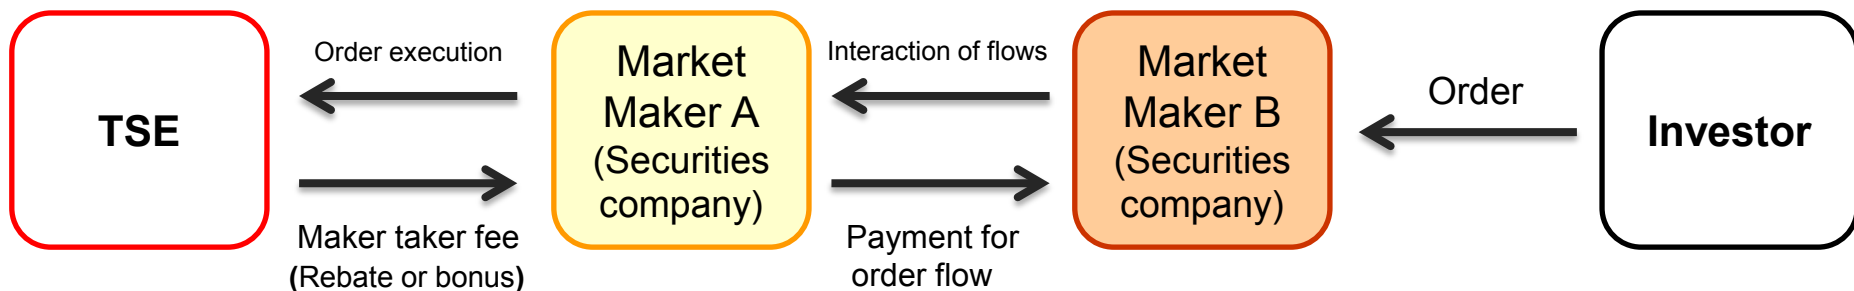 TSE
Order execution
Maker taker fee
(Rebate or bonus)
Market
Maker A
(Securities
company)
Interaction of flows
Payment for
order flow
Market
Maker B
(Securities
company)
Order
Investor